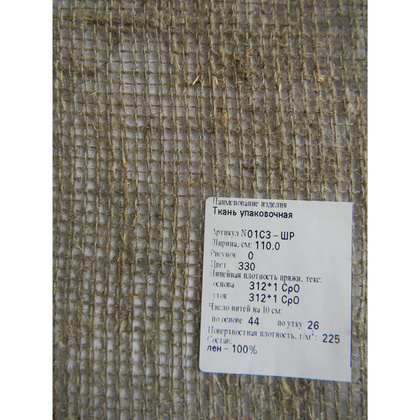 Наименование изделия
Ткань упаковочная
Артикул N01С3-ШР
Ширина, см: 110.0
Рисунок 0
Цвет 330
Линейная плотность пряжи, текс:
основа 312*1 СрО
уток 312*1 СрО
Число нитей на 10 см:
по основе 44 по утку 26
Поверхностная плотность, г/м²: 225
Состав:
лен - 100%